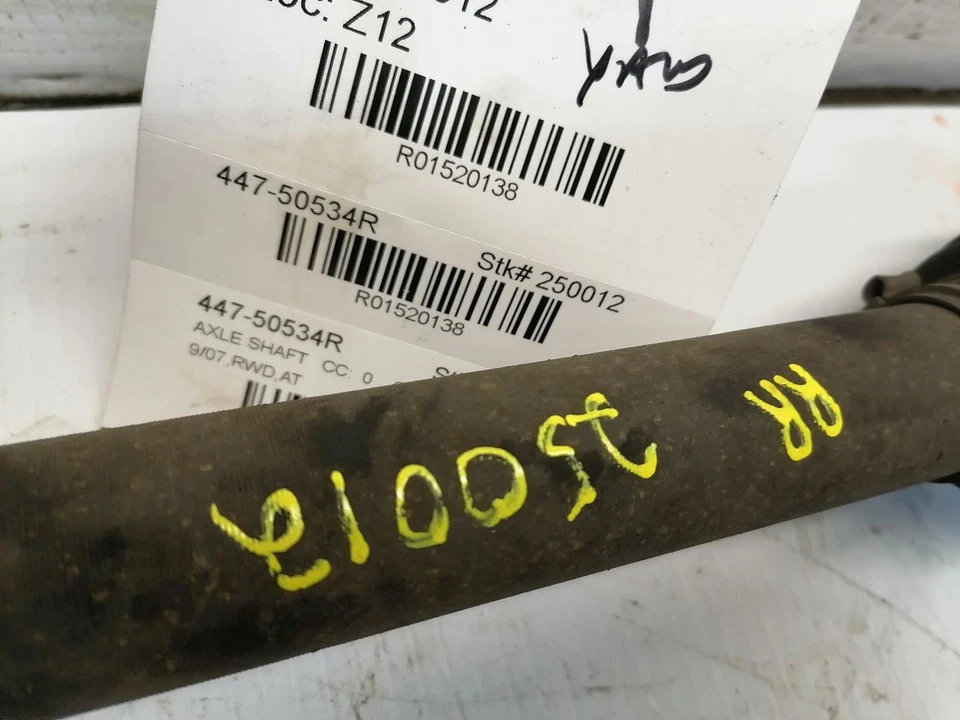 LOC: Z12
R01520138
447-50534R
Stk# 250012
R01520138
447-50534R
AXLE SHAFT CC: 0
9/07,RWD,AT
RR
250012